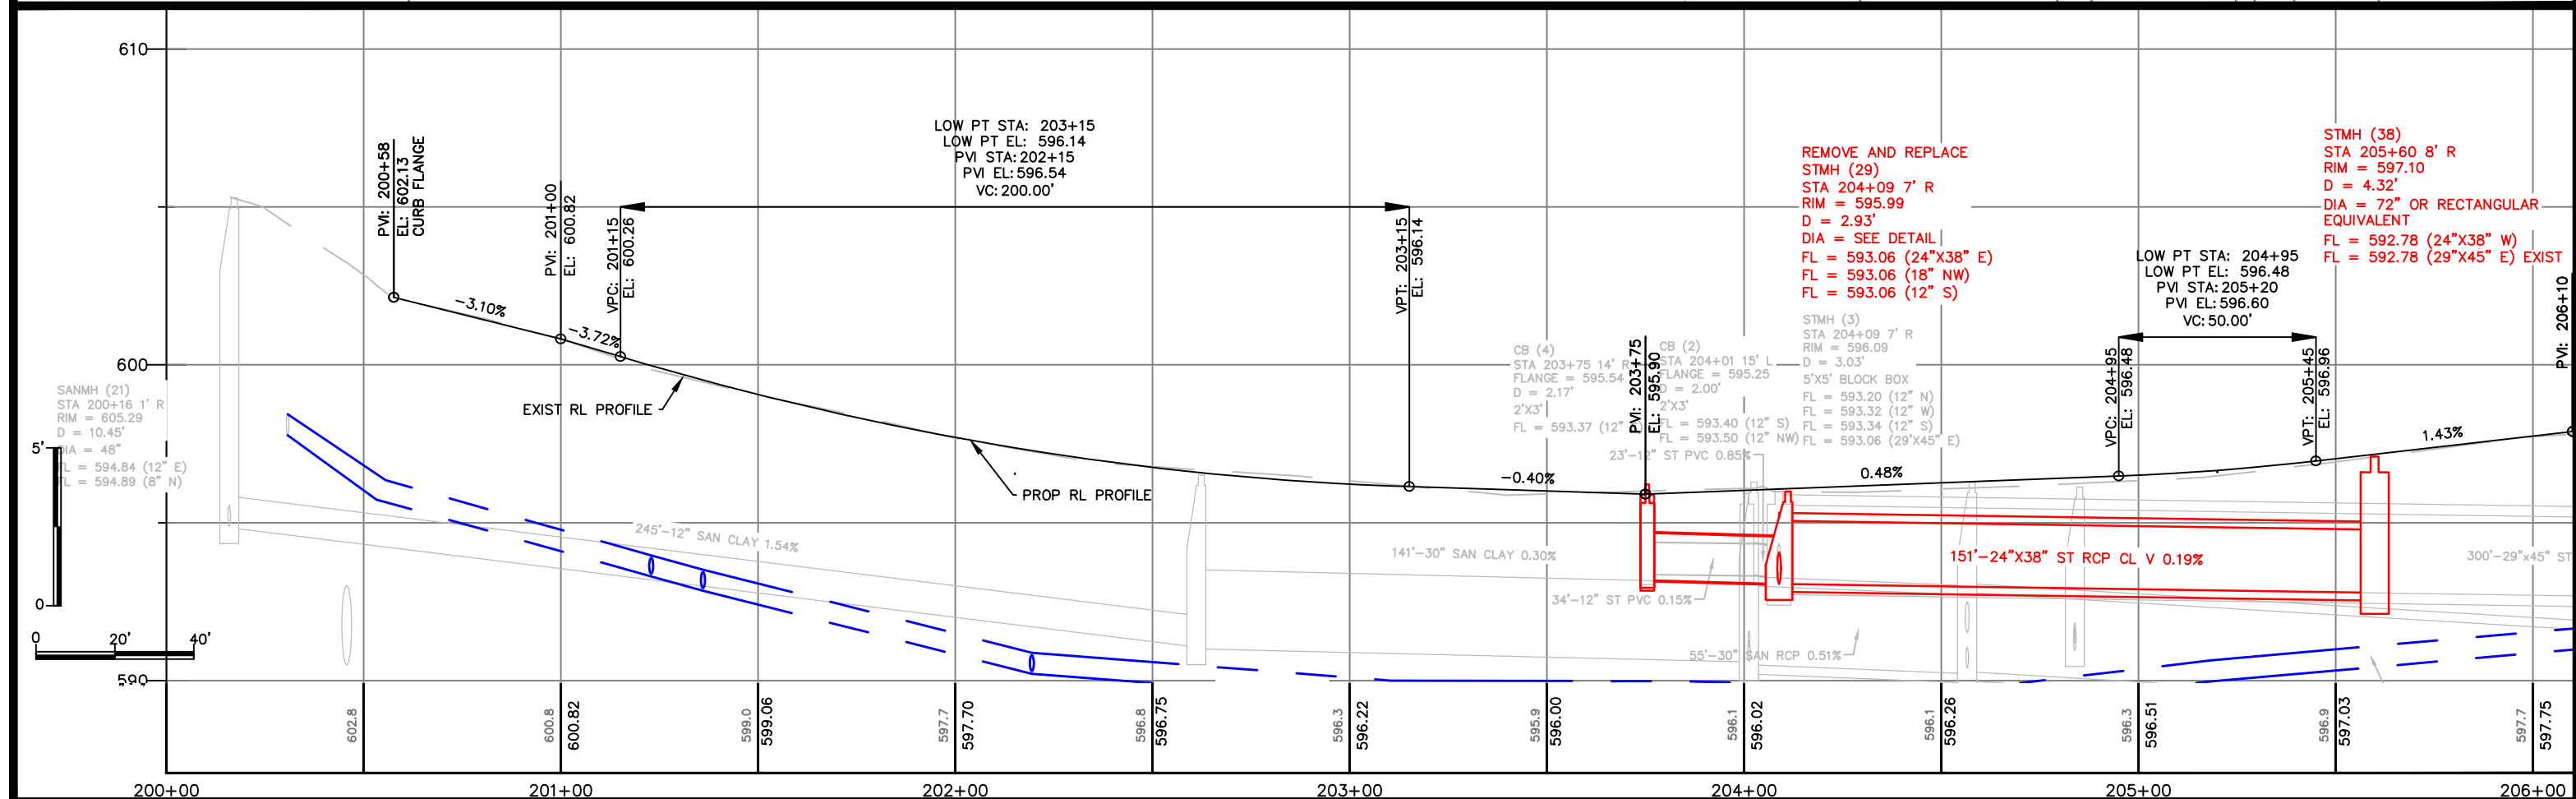 610
600
590
5'
0
0
20'
40'
SANMH (21)
STA 200+16 1' R
RIM = 605.29
D = 10.45'
DIA = 48"
FL = 594.84 (12" E)
FL = 594.89 (8" N)
PVI: 200+58
EL: 602.13
CURB FLANGE
-3.10%
PVI: 201+00
EL: 600.82
-3.72%
VPC: 201+15
EL: 600.26
EXIST RL PROFILE
245'-12" SAN CLAY 1.54%
LOW PT STA: 203+15
LOW PT EL: 596.14
PVI STA:202+15
PVI EL:596.54
VC:200.00'
PROP RL PROFILE
VPT: 203+15
EL: 596.14
-0.40%
141'-30" SAN CLAY 0.30%
CB (4)
STA 203+75 14' R
FLANGE = 595.54
D = 2.17'
2'X3'
FL = 593.37 (12"
PVI: 203+75
EL: 595.90
CB (2)
STA 204+01 15' L
FLANGE = 595.25
D = 2.00'
2'X3'
FL = 593.40 (12" S)
FL = 593.50 (12" NW)
23'-12" ST PVC 0.85%
34'-12" ST PVC 0.15%
55'-30" SAN RCP 0.51%
REMOVE AND REPLACE
STMH (29)
STA 204+09 7' R
RIM = 595.99
D = 2.93'
DIA = SEE DETAIL
FL = 593.06 (24"X38" E)
FL = 593.06 (18" NW)
FL = 593.06 (12" S)
STMH (3)
STA 204+09 7' R
RIM = 596.09
D = 3.03'
5'X5' BLOCK BOX
FL = 593.20 (12" N)
FL = 593.32 (12" W)
FL = 593.34 (12" S)
FL = 593.06 (29"X45" E)
0.48%
151'-24"X38" ST RCP CL V 0.19%
LOW PT STA: 204+95
LOW PT EL: 596.48
PVI STA:205+20
PVI EL:596.60
VC:50.00'
VPC: 204+95
EL: 596.48
VPT: 205+45
EL: 596.96
STMH (38)
STA 205+60 8' R
RIM = 597.10
D = 4.32'
DIA = 72" OR RECTANGULAR
EQUIVALENT
FL = 592.78 (24"X38" W)
FL = 592.78 (29"X45" E) EXIST
1.43%
PVI: 206+10
300'-29"x45" ST
602.8
600.8
600.82
599.0
599.06
597.7
597.70
596.8
596.75
596.3
596.22
595.9
596.00
596.1
596.02
596.1
596.26
596.3
596.51
596.9
597.03
597.7
597.75
200+00
201+00
202+00
203+00
204+00
205+00
206+00